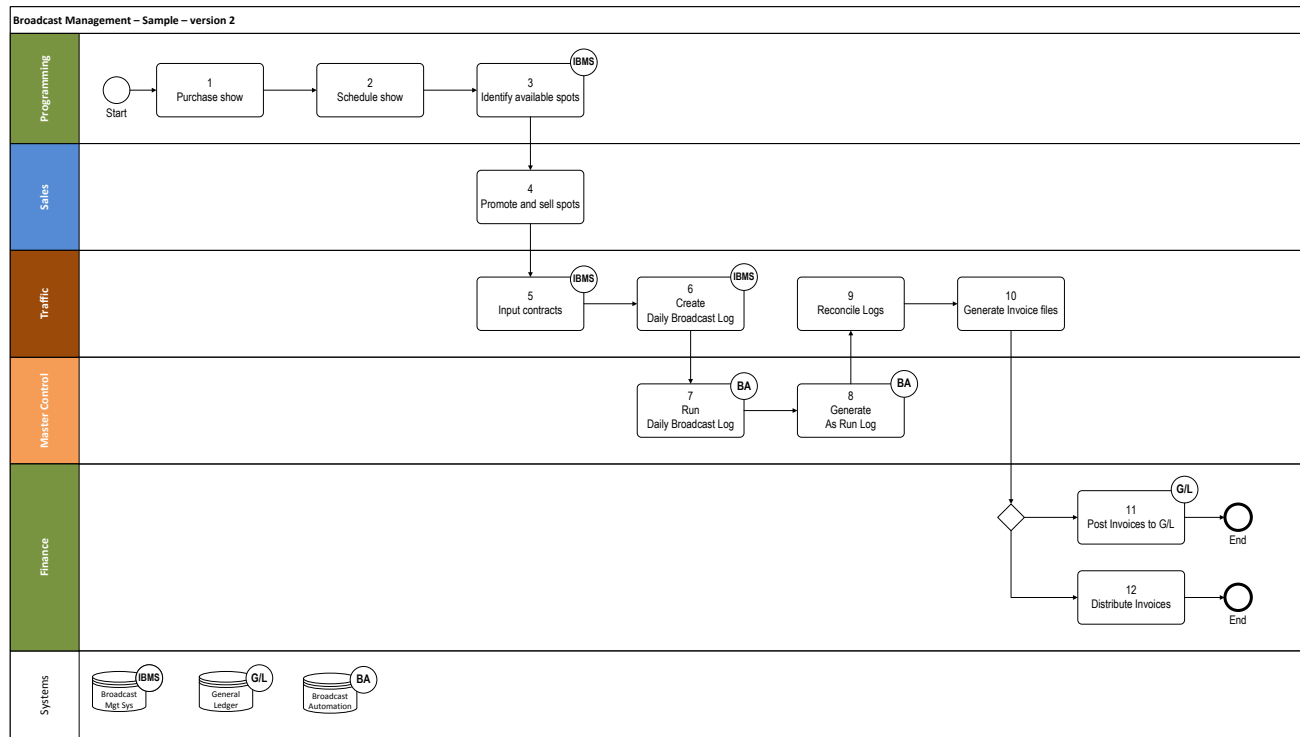 Broadcast Management – Sample – version 2
Programming
Start
1
Purchase show
2
Schedule show
3
Identify available spots
IBMS
Sales
4
Promote and sell spots
Traffic
5
Input contracts
IBMS
6
Create
Daily Broadcast Log
IBMS
9
Reconcile Logs
10
Generate Invoice files
Master Control
7
Run
Daily Broadcast Log
BA
8
Generate
As Run Log
BA
Finance
11
Post Invoices to G/L
G/L
End
12
Distribute Invoices
End
Systems
Broadcast
Mgt Sys
IBMS
General
Ledger
G/L
Broadcast
Automation
BA